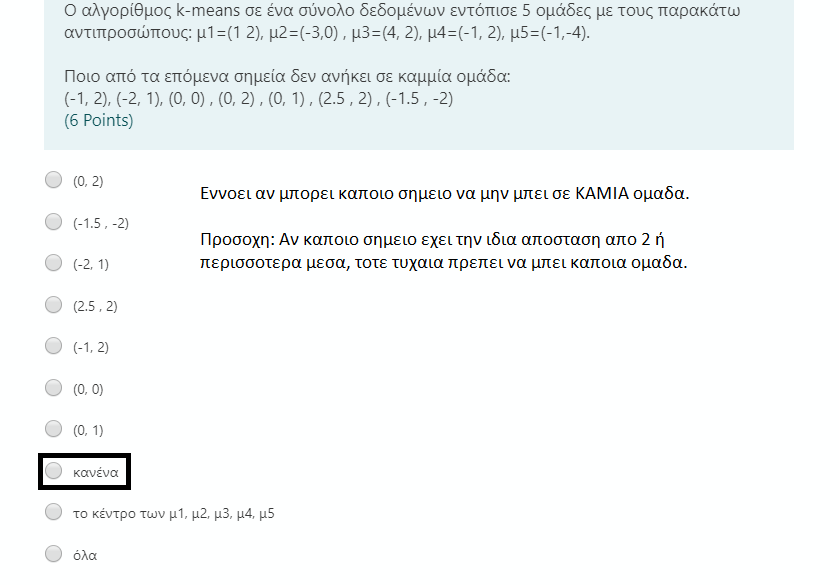 Ο αλγορίθμος k-means σε ένα σύνολο δεδομένων εντόπισε 5 ομάδες με τους παρακάτω
αντιπροσώπους: μ1=(1 2), μ2=(-3,0) , μ3=(4, 2), μ4=(-1, 2), μ5=(-1,-4).
Ποιο από τα επόμενα σημεία δεν ανήκει σε καμμία ομάδα:
(-1, 2), (-2, 1), (0, 0) , (0, 2) , (0, 1) , (2.5 , 2) , (-1.5 , -2)
(6 Points)
(0, 2)
Εννοει αν μπορει καποιο σημειο να μην μπει σε ΚΑΜΙΑ ομαδα.
(-1.5 , -2)
Προσοχη: Αν καποιο σημειο εχει την ιδια αποσταση απο 2 ή
περισσοτερα μεσα, τοτε τυχαια πρεπει να μπει καποια ομαδα.
(-2, 1)
(2.5 , 2)
(-1, 2)
(0, 0)
(0, 1)
κανένα
το κέντρο των μ1, μ2, μ3, μ4, μ5
όλα